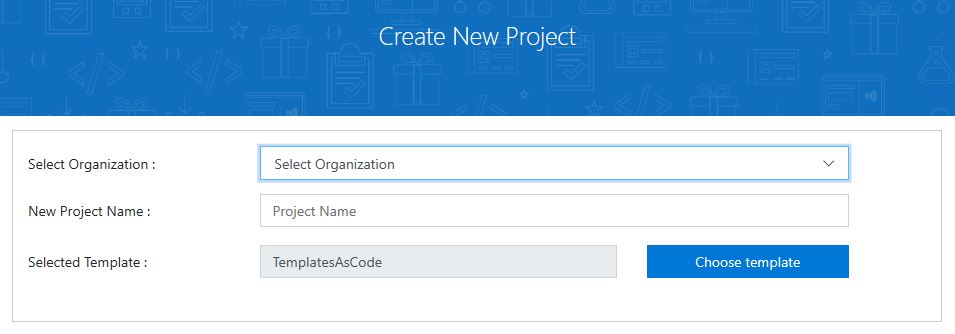 Create New Project
Select Organization :
Select Organization
New Project Name :
Project Name
Selected Template :
TemplatesAsCode
Choose template